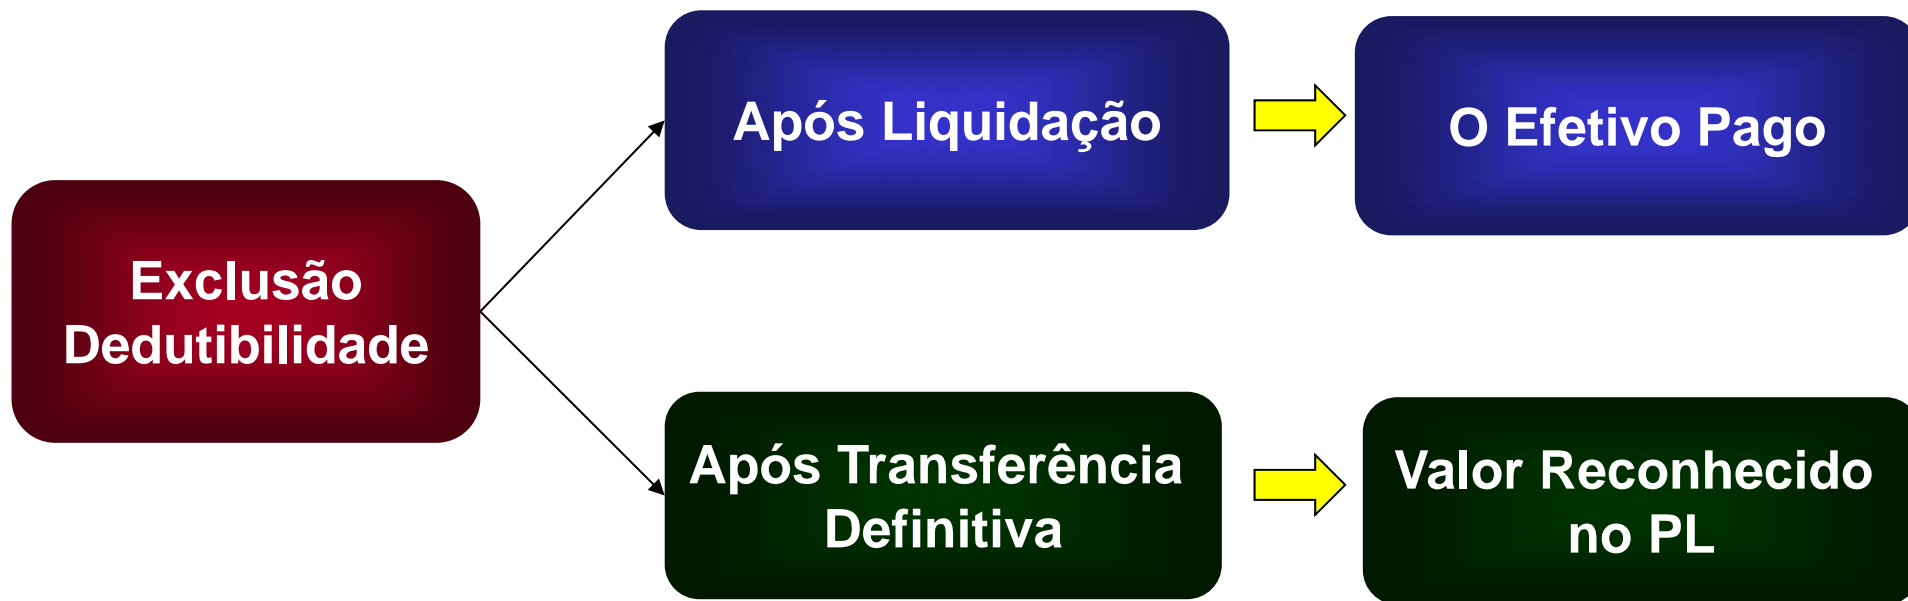 Exclusão
Dedutibilidade
Após Liquidação
O Efetivo Pago
Após Transferência
Definitiva
Valor Reconhecido
no PL